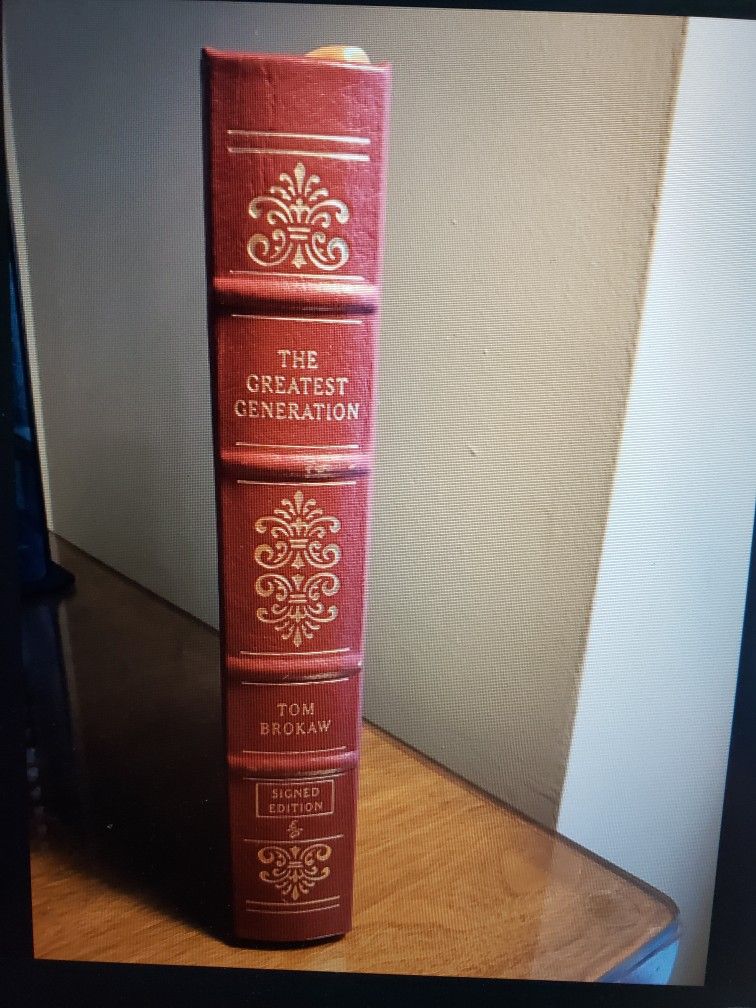 THE
GREATEST
GENERATION
TOM
BROKAW
SIGNED
EDITION